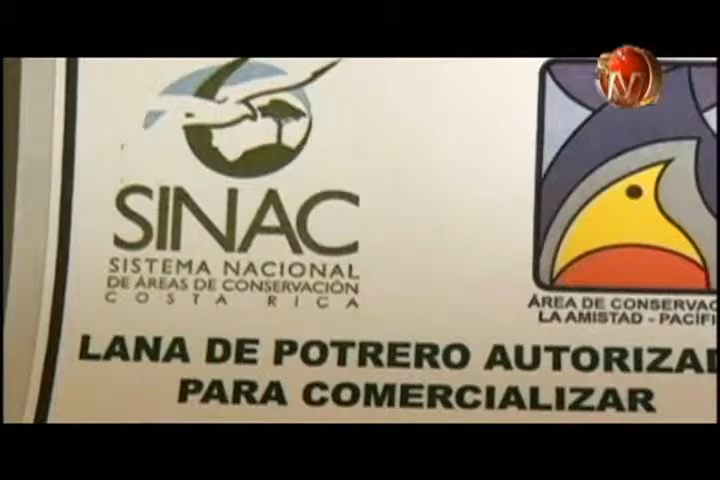 SINAC
SISTEMA NACIONAL
DE ÁREAS DE CONSERVACIÓN
COSTA RICA
ÁREA DE CONSERVAC
LA AMISTAD - PACÍFI
LANA DE POTRERO AUTORIZAD
PARA COMERCIALIZAR